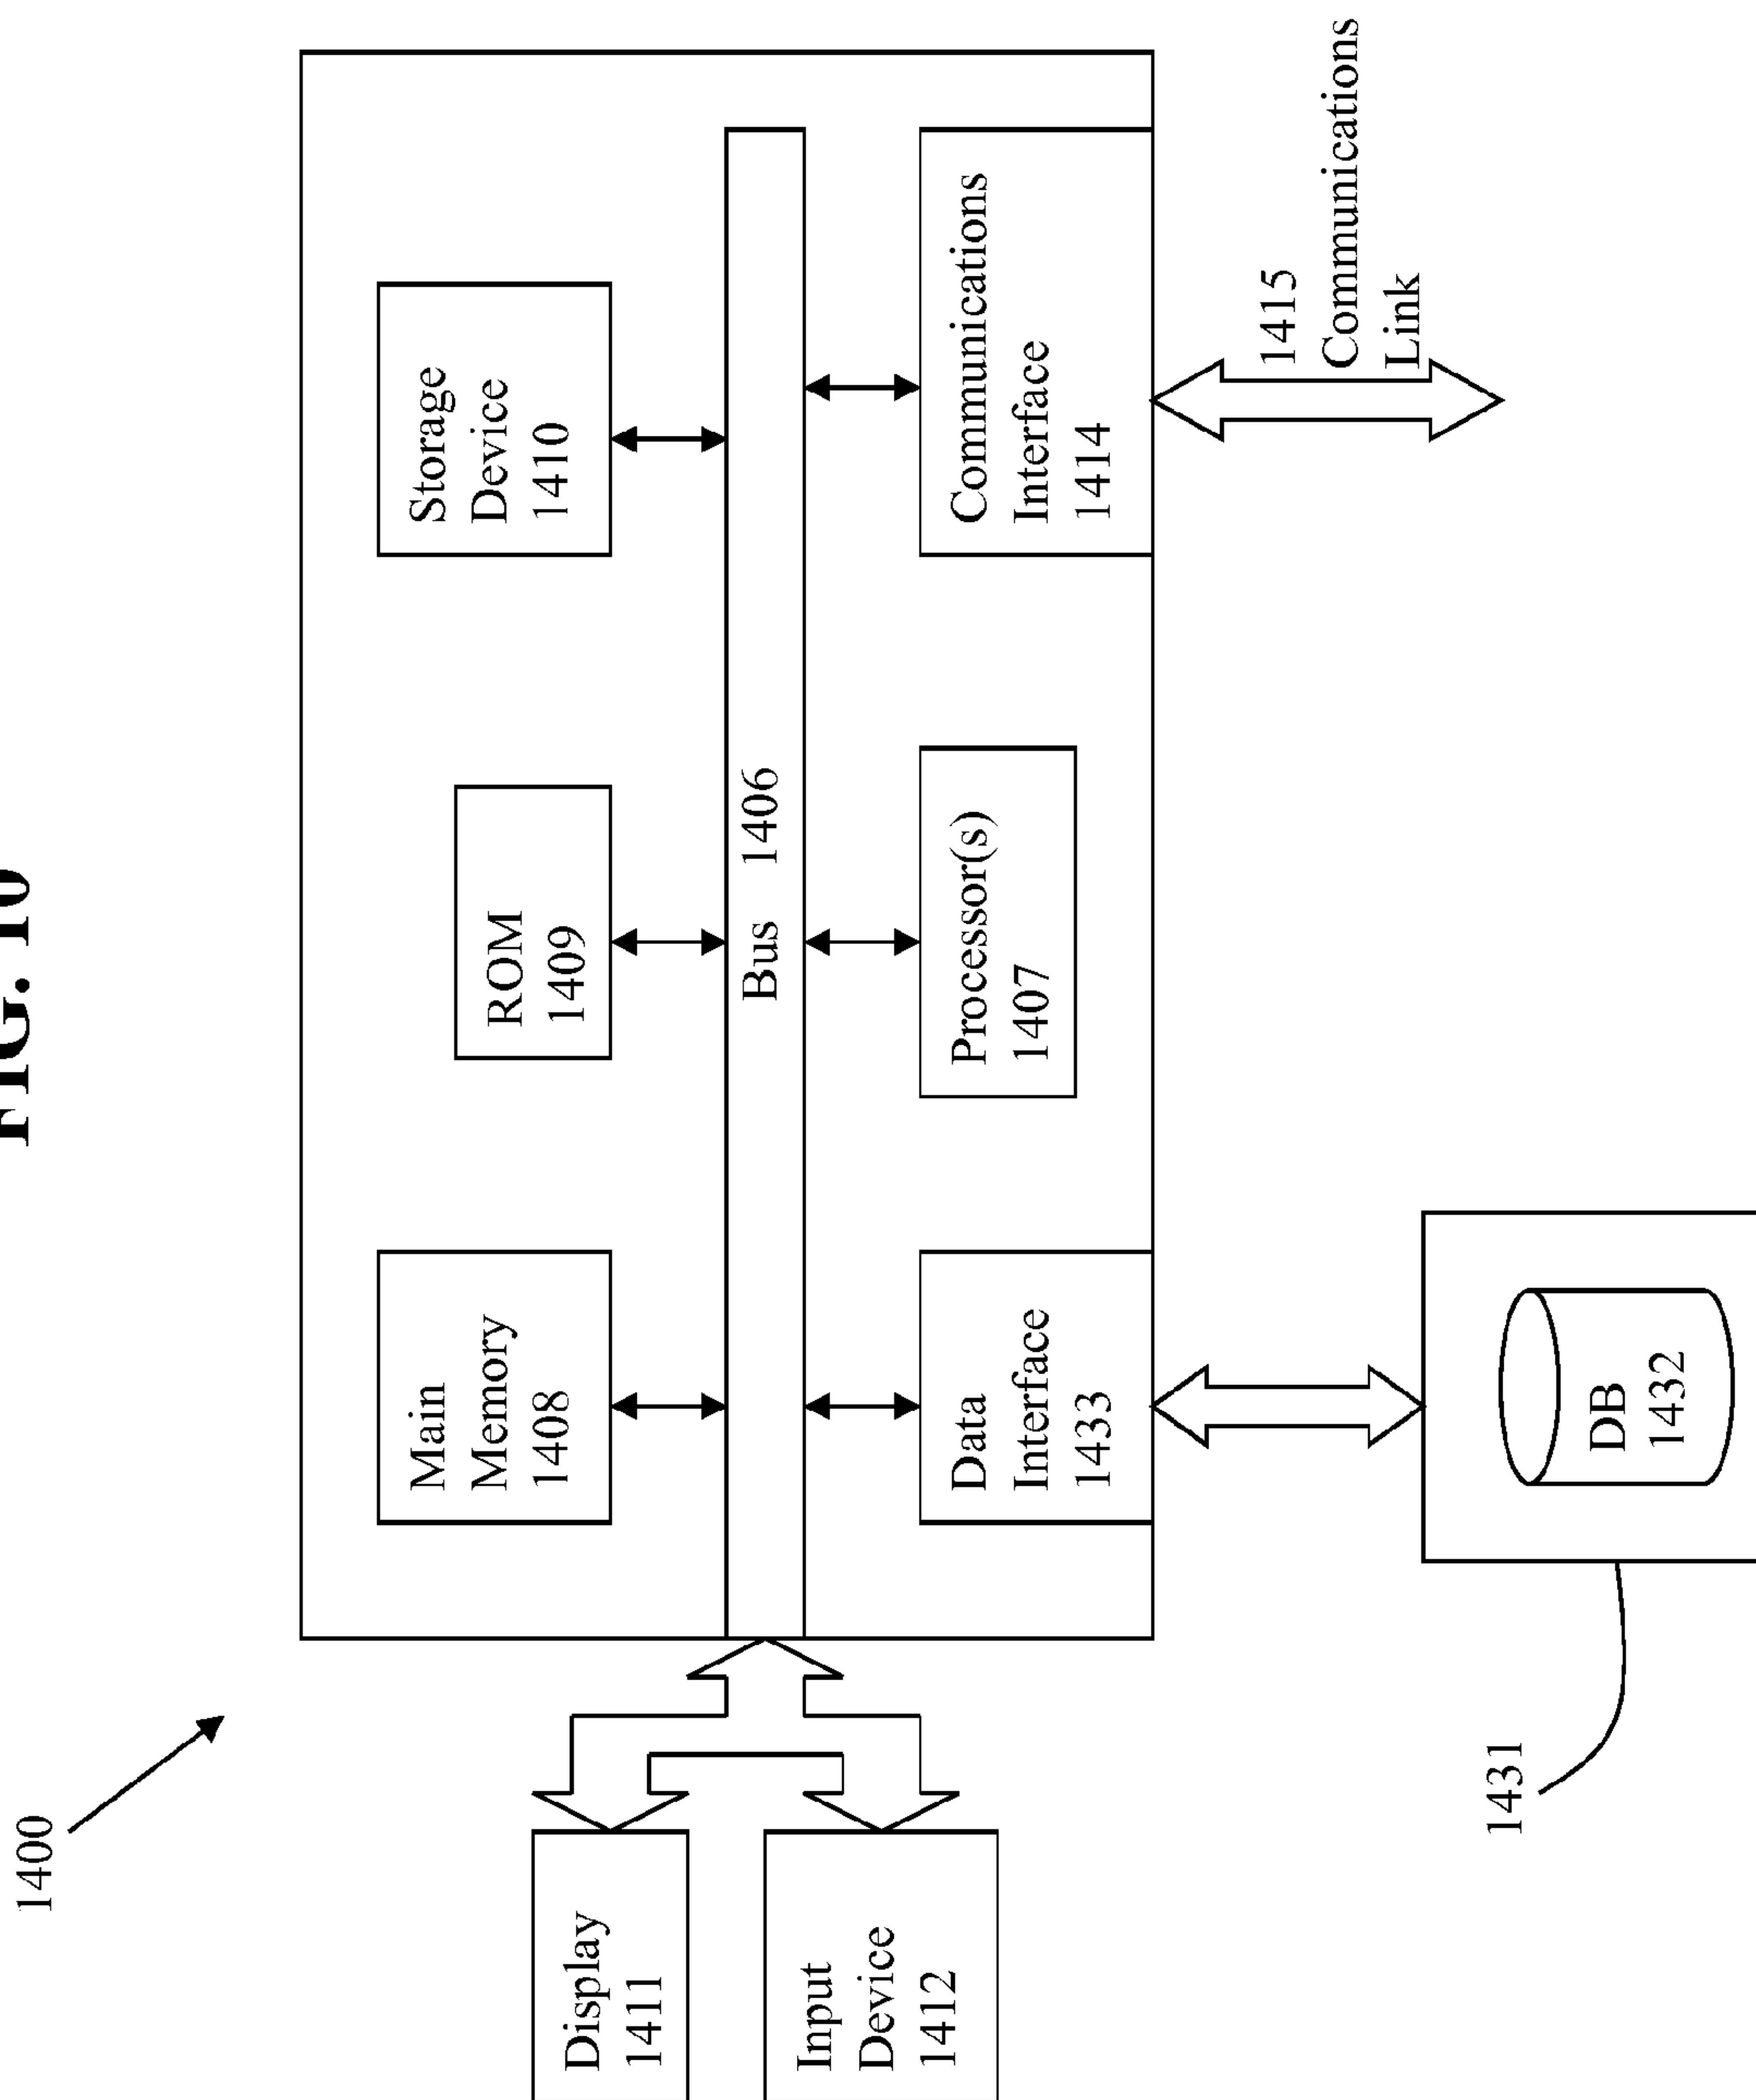 FIG. 10
1400
Main
Memory
1408
ROM
1409
Storage
Device
1410
Bus 1406
Display
1411
Input
Device
1412
Data
Interface
1433
Processor(s)
1407
Communications
Interface
1414
1415
Communications
Link
1431
DB
1432